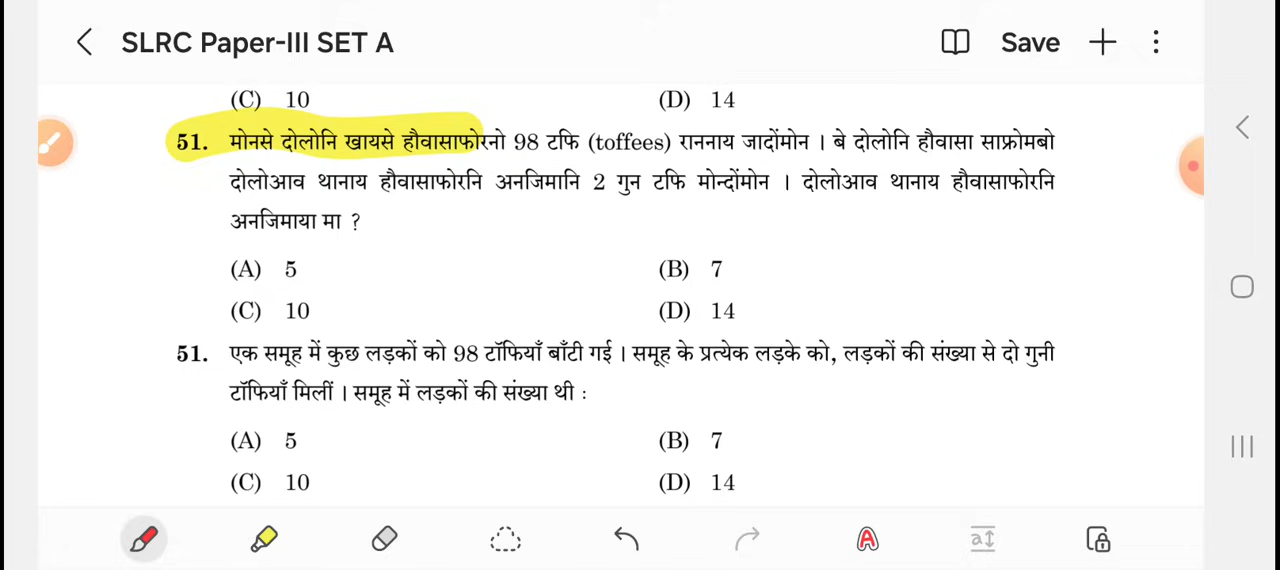 SLRC Paper-III SET A
Save
(C) 10 (D) 14
51. मोनसे दोलोनि खायसे हौवासाफोरनो 98 टफि (toffees) राननाय जादोंमोन । बे दोलोनि हौवासा साफ्रोमबो
दोलोआव थानाय हौवासाफोरनि अनजिमानि 2 गुन टफि मोन्दोंमोन । दोलोआव थानाय हौवासाफोरनि
अनजिमाया मा ?
(A) 5 (B) 7
(C) 10 (D) 14
51. एक समूह में कुछ लड़कों को 98 टॉफियाँ बाँटी गई । समूह के प्रत्येक लड़के को, लड़कों की संख्या से दो गुनी
टॉफियाँ मिलीं । समूह में लड़कों की संख्या थी :
(A) 5 (B) 7
(C) 10 (D) 14